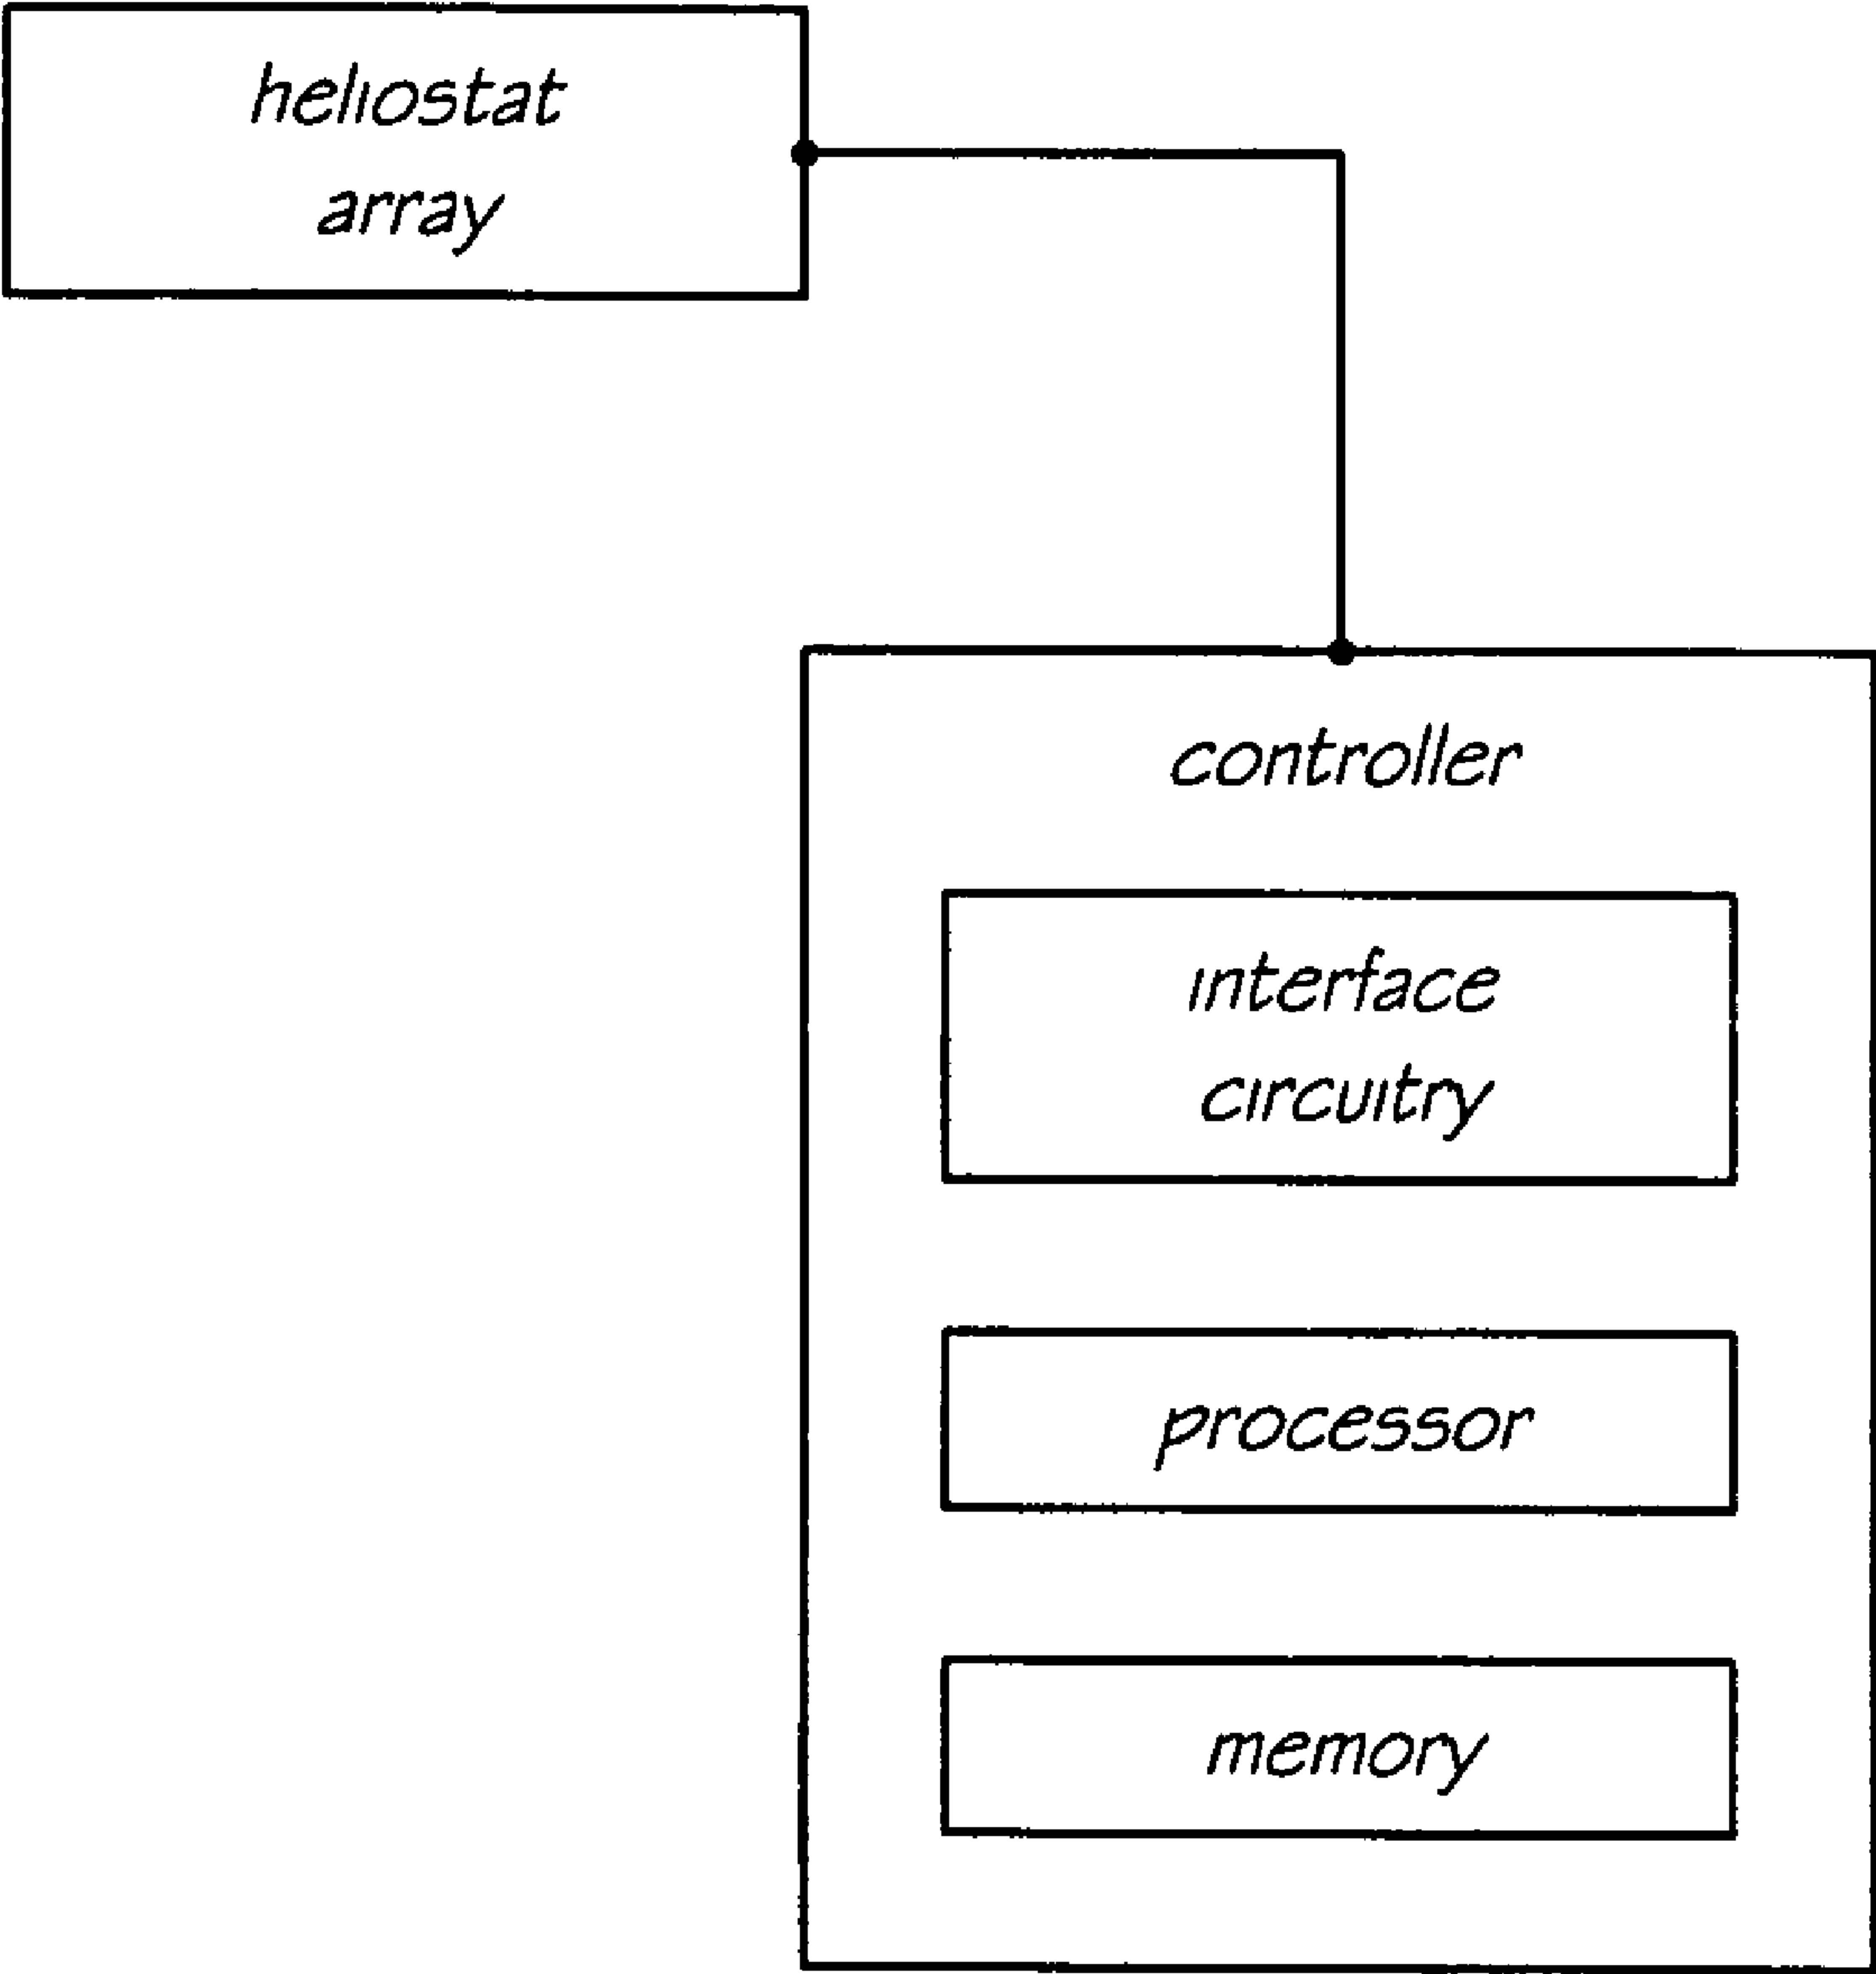 heliostat
array
controller
interface
circuitry
processor
memory